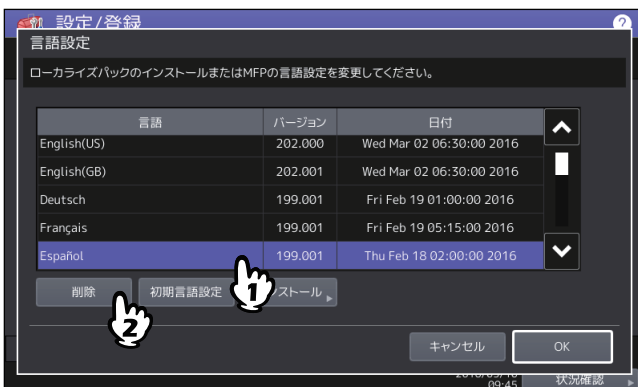 設定/登録 ?
言語設定
ローカライズパックのインストールまたはMFPの言語設定を変更してください。
言語 バージョン 日付
English(US) 202.000 Wed Mar 02 06:30:00 2016
English(GB) 202.001 Wed Mar 02 06:30:00 2016
Deutsch 199.001 Fri Feb 19 01:00:00 2016
Français 199.001 Fri Feb 19 05:15:00 2016
Español 199.001 Thu Feb 18 02:00:00 2016
削除 初期言語設定 1 ストール
2
キャンセル OK
09:45 状況確認